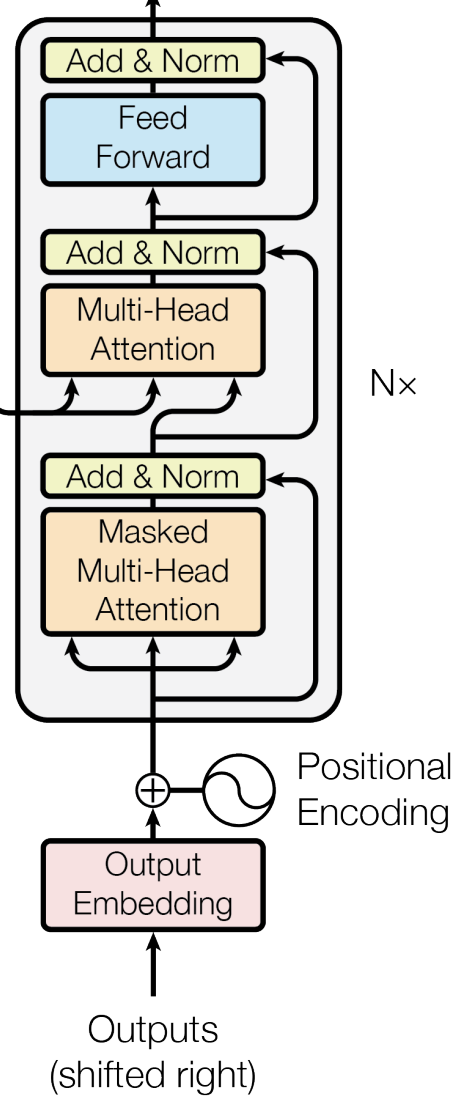 Add & Norm
Feed
Forward
Add & Norm
Multi-Head
Attention
N×
Add & Norm
Masked
Multi-Head
Attention
Positional
Encoding
Output
Embedding
Outputs
(shifted right)